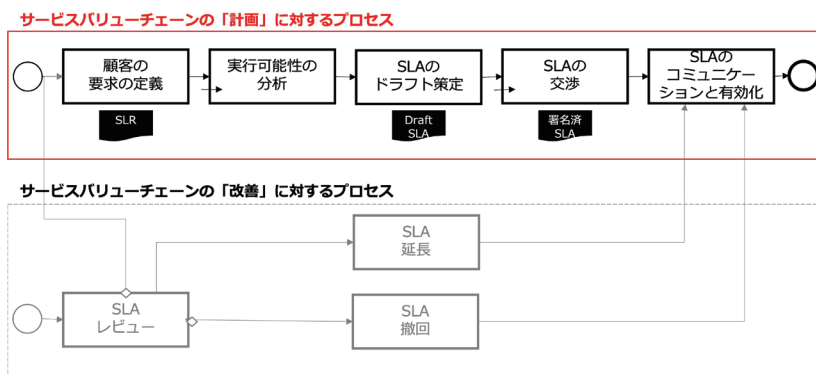 サービスバリューチェーンの「計画」に対するプロセス
顧客の
要求の定義
実行可能性の
分析
SLAの
ドラフト策定
SLAの
交渉
SLAの
コミュニケー
ションと有効化
SLR
Draft
SLA
署名済
SLA
サービスバリューチェーンの「改善」に対するプロセス
SLA
延長
SLA
レビュー
SLA
撤回